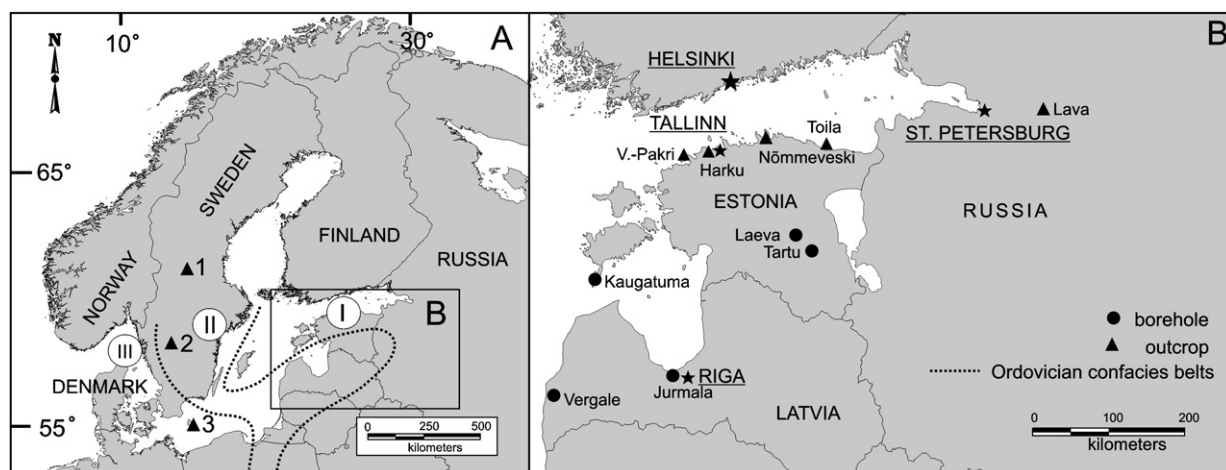 10°
30
A
N
65°
SWEDEN
FINLAND
RUSSIA
NORWAY
1
2
3
I
II
III
B
DENMARK
55°
0 250 500
kilometers
B
HELSINKI
TALLINN
Toila
Lava
ST. PETERSBURG
V.-Pakri
Harku
Nõmmeveski
ESTONIA
RUSSIA
Laeva
Tartu
Kaugatuma
borehole
outcrop
Ordovician confacies belts
RIGA
Jurmala
Vergale
LATVIA
0 100 200
kilometers